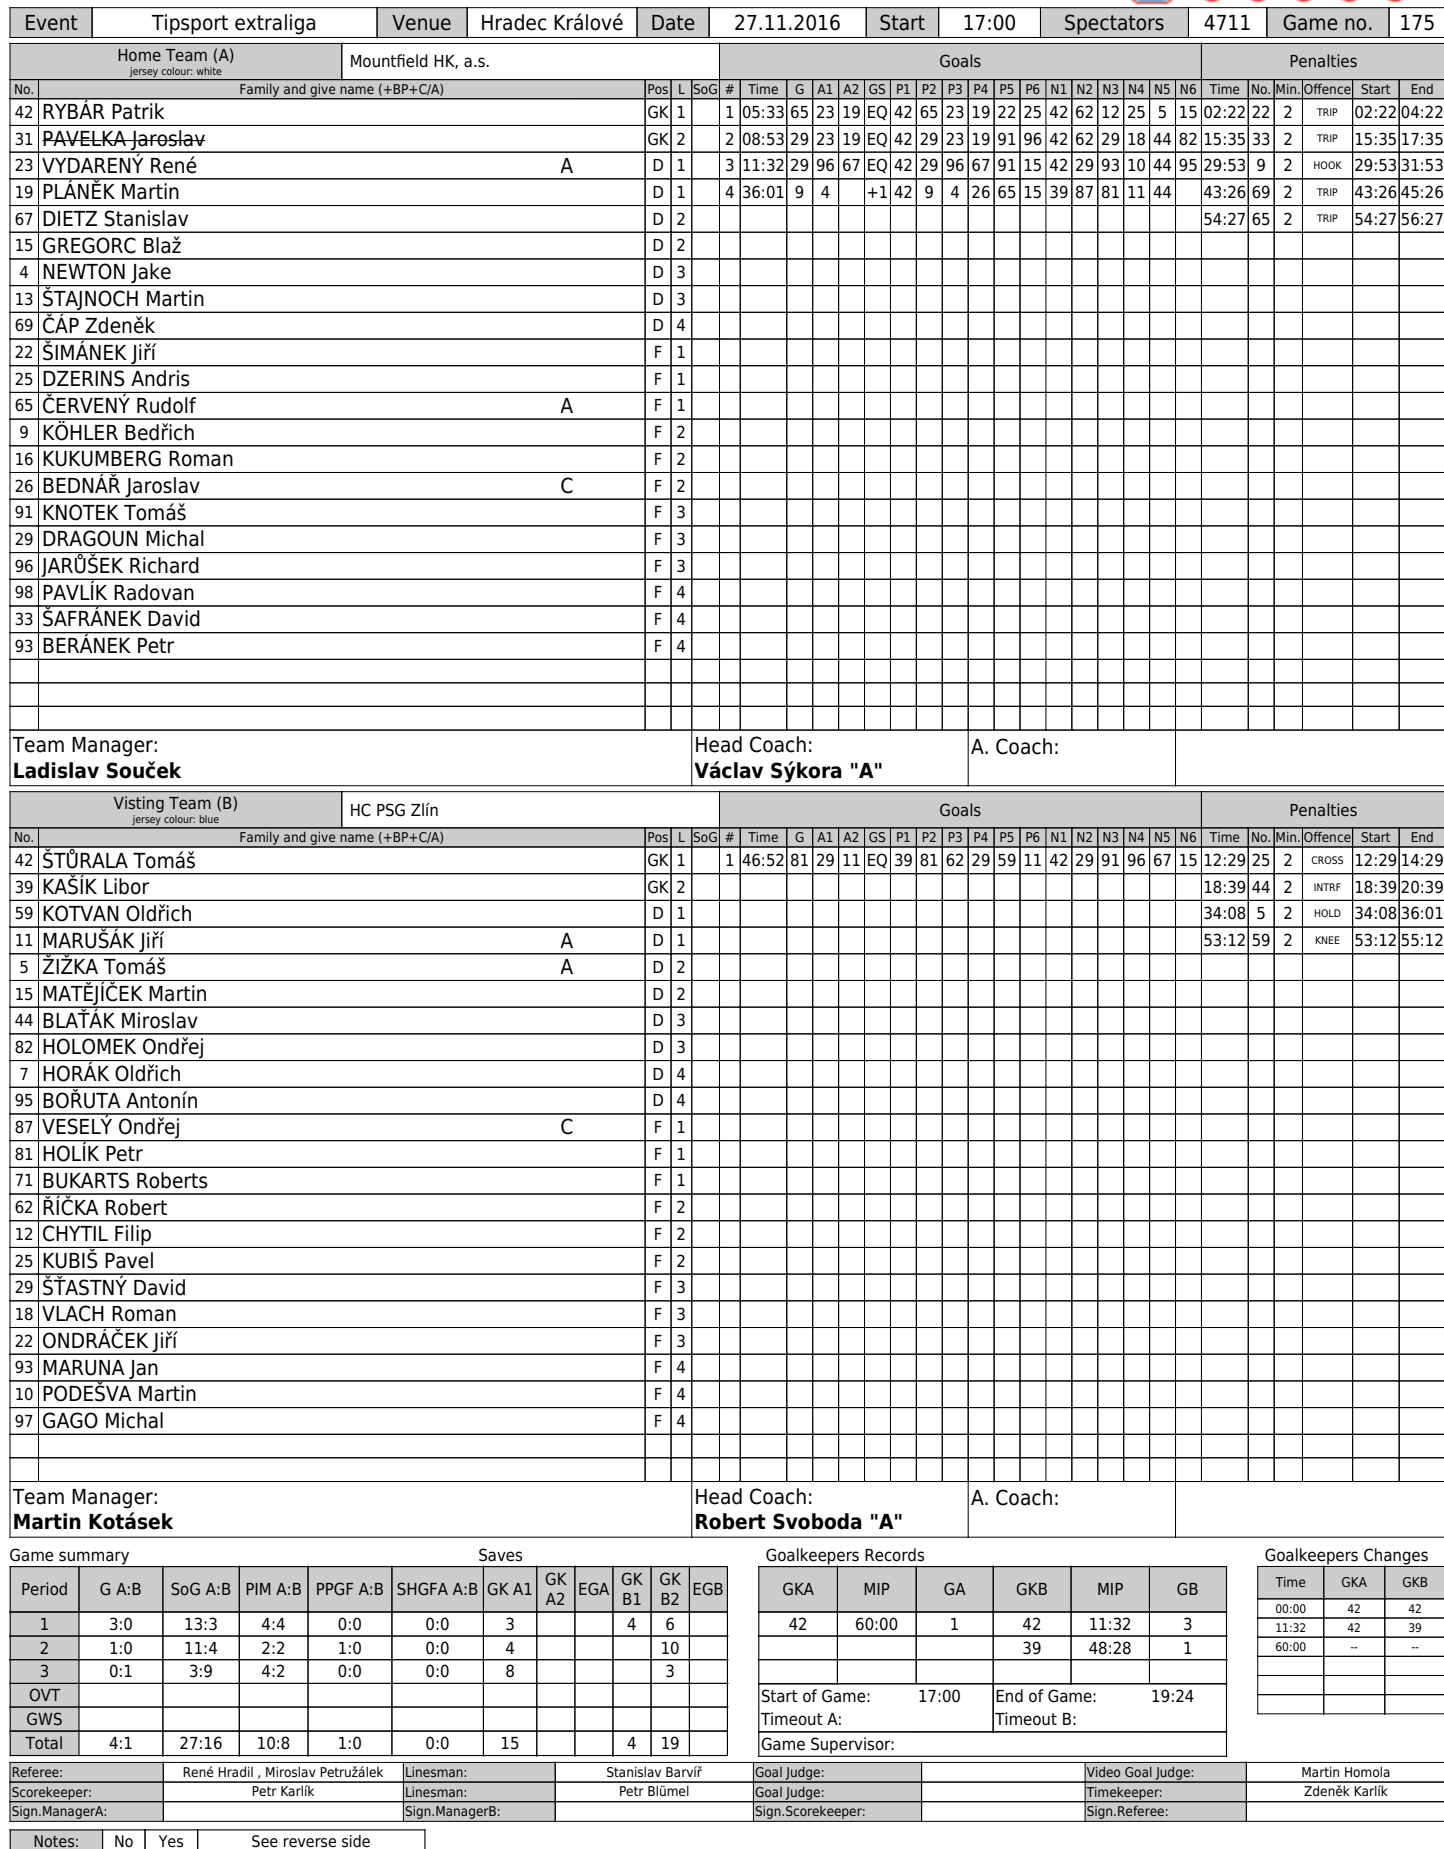 Event Tipsport extraliga Venue Hradec Králové Date 27.11.2016 Start 17:00 Spectators 4711 Game no. 175
Home Team (A) Mountfield HK, a.s. Goals Penalties
jersey colour: white
No. Family and give name (+BP+C/A) Pos L SoG # Time G A1 A2 GS P1 P2 P3 P4 P5 P6 N1 N2 N3 N4 N5 N6 Time No. Min. Offence Start End
42 RYBÁR Patrik GK 1 1 05:33 65 23 19 EQ 42 65 23 19 22 25 42 62 12 25 5 15 02:22 22 2 TRIP 02:22 04:22
31 PAVELKA Jaroslav GK 2 2 08:53 29 23 19 EQ 42 29 23 19 91 96 42 62 29 18 44 82 15:35 33 2 TRIP 15:35 17:35
23 VYDARENÝ René A D 1 3 11:32 29 96 67 EQ 42 29 96 67 91 15 42 29 93 10 44 95 29:53 9 2 HOOK 29:53 31:53
19 PLÁNĚK Martin D 1 4 36:01 9 4 +1 42 9 4 26 65 15 39 87 81 11 44 43:26 69 2 TRIP 43:26 45:26
67 DIETZ Stanislav D 2 54:27 65 2 TRIP 54:27 56:27
15 GREGORC Blaž D 2
4 NEWTON Jake D 3
13 ŠTAJNOCH Martin D 3
69 ČÁP Zdeněk D 4
22 ŠIMÁNEK Jiří F 1
25 DZERINS Andris F 1
65 ČERVENÝ Rudolf A F 1
9 KÖHLER Bedřich F 2
16 KUKUMBERG Roman F 2
26 BEDNÁŘ Jaroslav C F 2
91 KNOTEK Tomáš F 3
29 DRAGOUN Michal F 3
96 JARŮŠEK Richard F 3
98 PAVLÍK Radovan F 4
33 ŠAFRÁNEK David F 4
93 BERÁNEK Petr F 4
Team Manager: Head Coach: A. Coach:
Ladislav Souček Václav Sýkora "A"
Visting Team (B) HC PSG Zlín Goals Penalties
jersey colour: blue
No. Family and give name (+BP+C/A) Pos L SoG # Time G A1 A2 GS P1 P2 P3 P4 P5 P6 N1 N2 N3 N4 N5 N6 Time No. Min. Offence Start End
42 ŠTŮRALA Tomáš GK 1 1 46:52 81 29 11 EQ 39 81 62 29 59 11 42 29 91 96 67 15 12:29 25 2 CROSS 12:29 14:29
39 KAŠÍK Libor GK 2 18:39 44 2 INTRF 18:39 20:39
59 KOTVAN Oldřich D 1 34:08 5 2 HOLD 34:08 36:01
11 MARUŠÁK Jiří A D 1 53:12 59 2 KNEE 53:12 55:12
5 ŽIŽKA Tomáš A D 2
15 MATĚJÍČEK Martin D 2
44 BLAŤÁK Miroslav D 3
82 HOLOMEK Ondřej D 3
7 HORÁK Oldřich D 4
95 BOŘUTA Antonín D 4
87 VESELÝ Ondřej C F 1
81 HOLÍK Petr F 1
71 BUKARTS Roberts F 1
62 ŘÍČKA Robert F 2
12 CHYTIL Filip F 2
25 KUBIŠ Pavel F 2
29 ŠŤASTNÝ David F 3
18 VLACH Roman F 3
22 ONDRÁČEK Jiří F 3
93 MARUNA Jan F 4
10 PODEŠVA Martin F 4
97 GAGO Michal F 4
Team Manager: Head Coach: A. Coach:
Martin Kotásek Robert Svoboda "A"
Game summary Saves Goalkeepers Records Goalkeepers Changes
Period G A:B SoG A:B PIM A:B PPGF A:B SHGFA A:B GK A1 GK A2 EGA GK B1 GK B2 EGB GKA MIP GA GKB MIP GB Time GKA GKB
00:00 42 42
1 3:0 13:3 4:4 0:0 0:0 3 4 6 42 60:00 1 42 11:32 3 11:32 42 39
2 1:0 11:4 2:2 1:0 0:0 4 10 39 48:28 1 60:00 -- --
3 0:1 3:9 4:2 0:0 0:0 8 3
OVT Start of Game: 17:00 End of Game: 19:24
GWS Timeout A: Timeout B:
Total 4:1 27:16 10:8 1:0 0:0 15 4 19 Game Supervisor:
Referee: René Hradil , Miroslav Petružálek Linesman: Stanislav Barvíř Goal Judge: Video Goal Judge: Martin Homola
Scorekeeper: Petr Karlík Linesman: Petr Blümel Goal Judge: Timekeeper: Zdeněk Karlík
Sign.ManagerA: Sign.ManagerB: Sign.Scorekeeper: Sign.Referee:
Notes: No Yes See reverse side